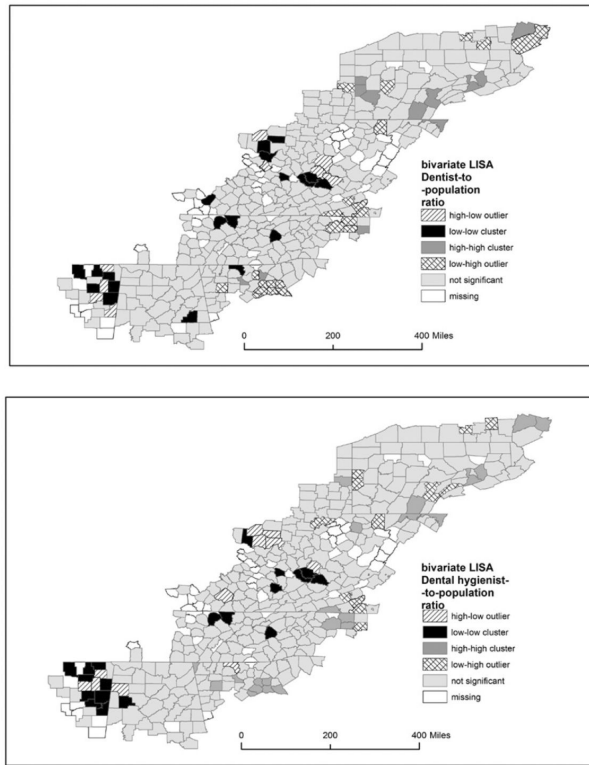 bivariate LISA
Dentist-to
-population
ratio
high-low outlier
low-low cluster
high-high cluster
low-high outlier
not significant
missing
0 200 400 Miles
bivariate LISA
Dental hygienist-
-to-population
ratio
high-low outlier
low-low cluster
high-high cluster
low-high outlier
not significant
missing
0 200 400 Miles